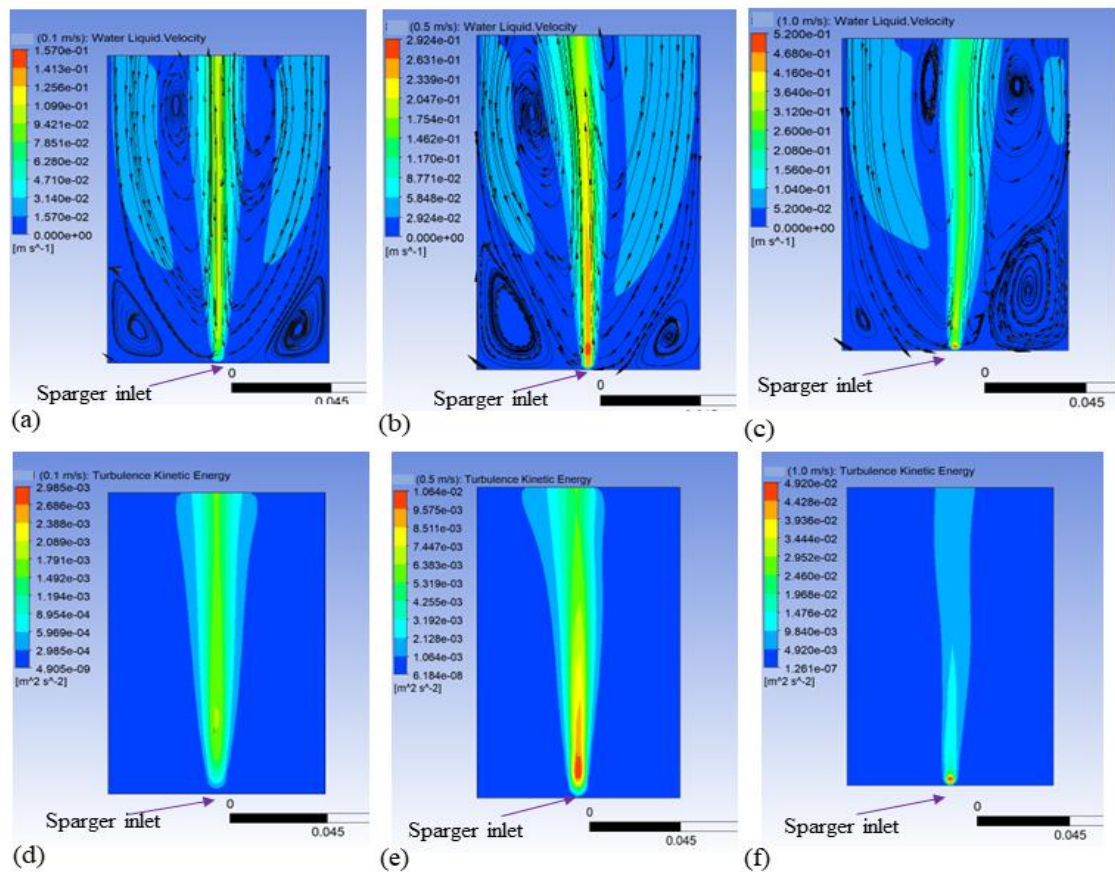 (0.1 m/s): Water Liquid.Velocity
1.570e-01
1.413e-01
1.256e-01
1.099e-01
9.421e-02
7.851e-02
6.280e-02
4.710e-02
3.140e-02
1.570e-02
0.000e+00
[m s^-1]
0
0.045
Sparger inlet
(a)
(0.5 m/s): Water Liquid.Velocity
2.924e-01
2.631e-01
2.339e-01
2.047e-01
1.754e-01
1.462e-01
1.170e-01
8.771e-02
5.848e-02
2.924e-02
0.000e+00
[m s^-1]
0
Sparger inlet
(b)
(1.0 m/s): Water Liquid.Velocity
5.200e-01
4.680e-01
4.160e-01
3.640e-01
3.120e-01
2.600e-01
2.080e-01
1.560e-01
1.040e-01
5.200e-02
0.000e+00
[m s^-1]
0
0.045
Sparger inlet
(c)
(0.1 m/s): Turbulence Kinetic Energy
2.985e-03
2.686e-03
2.388e-03
2.089e-03
1.791e-03
1.492e-03
1.194e-03
8.954e-04
5.969e-04
2.985e-04
4.905e-09
[m^2 s^-2]
0
0.045
Sparger inlet
(d)
(0.5 m/s): Turbulence Kinetic Energy
1.064e-02
9.575e-03
8.511e-03
7.447e-03
6.383e-03
5.319e-03
4.255e-03
3.192e-03
2.128e-03
1.064e-03
6.184e-08
[m^2 s^-2]
0
0.045
Sparger inlet
(e)
(1.0 m/s): Turbulence Kinetic Energy
4.920e-02
4.428e-02
3.936e-02
3.444e-02
2.952e-02
2.460e-02
1.968e-02
1.476e-02
9.840e-03
4.920e-03
1.261e-07
[m^2 s^-2]
0
0.045
Sparger inlet
(f)